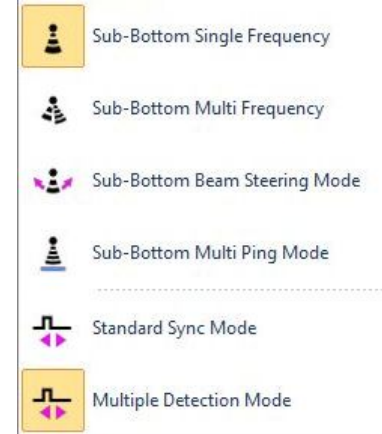 Sub-Bottom Single Frequency
Sub-Bottom Multi Frequency
Sub-Bottom Beam Steering Mode
Sub-Bottom Multi Ping Mode
Standard Sync Mode
Multiple Detection Mode